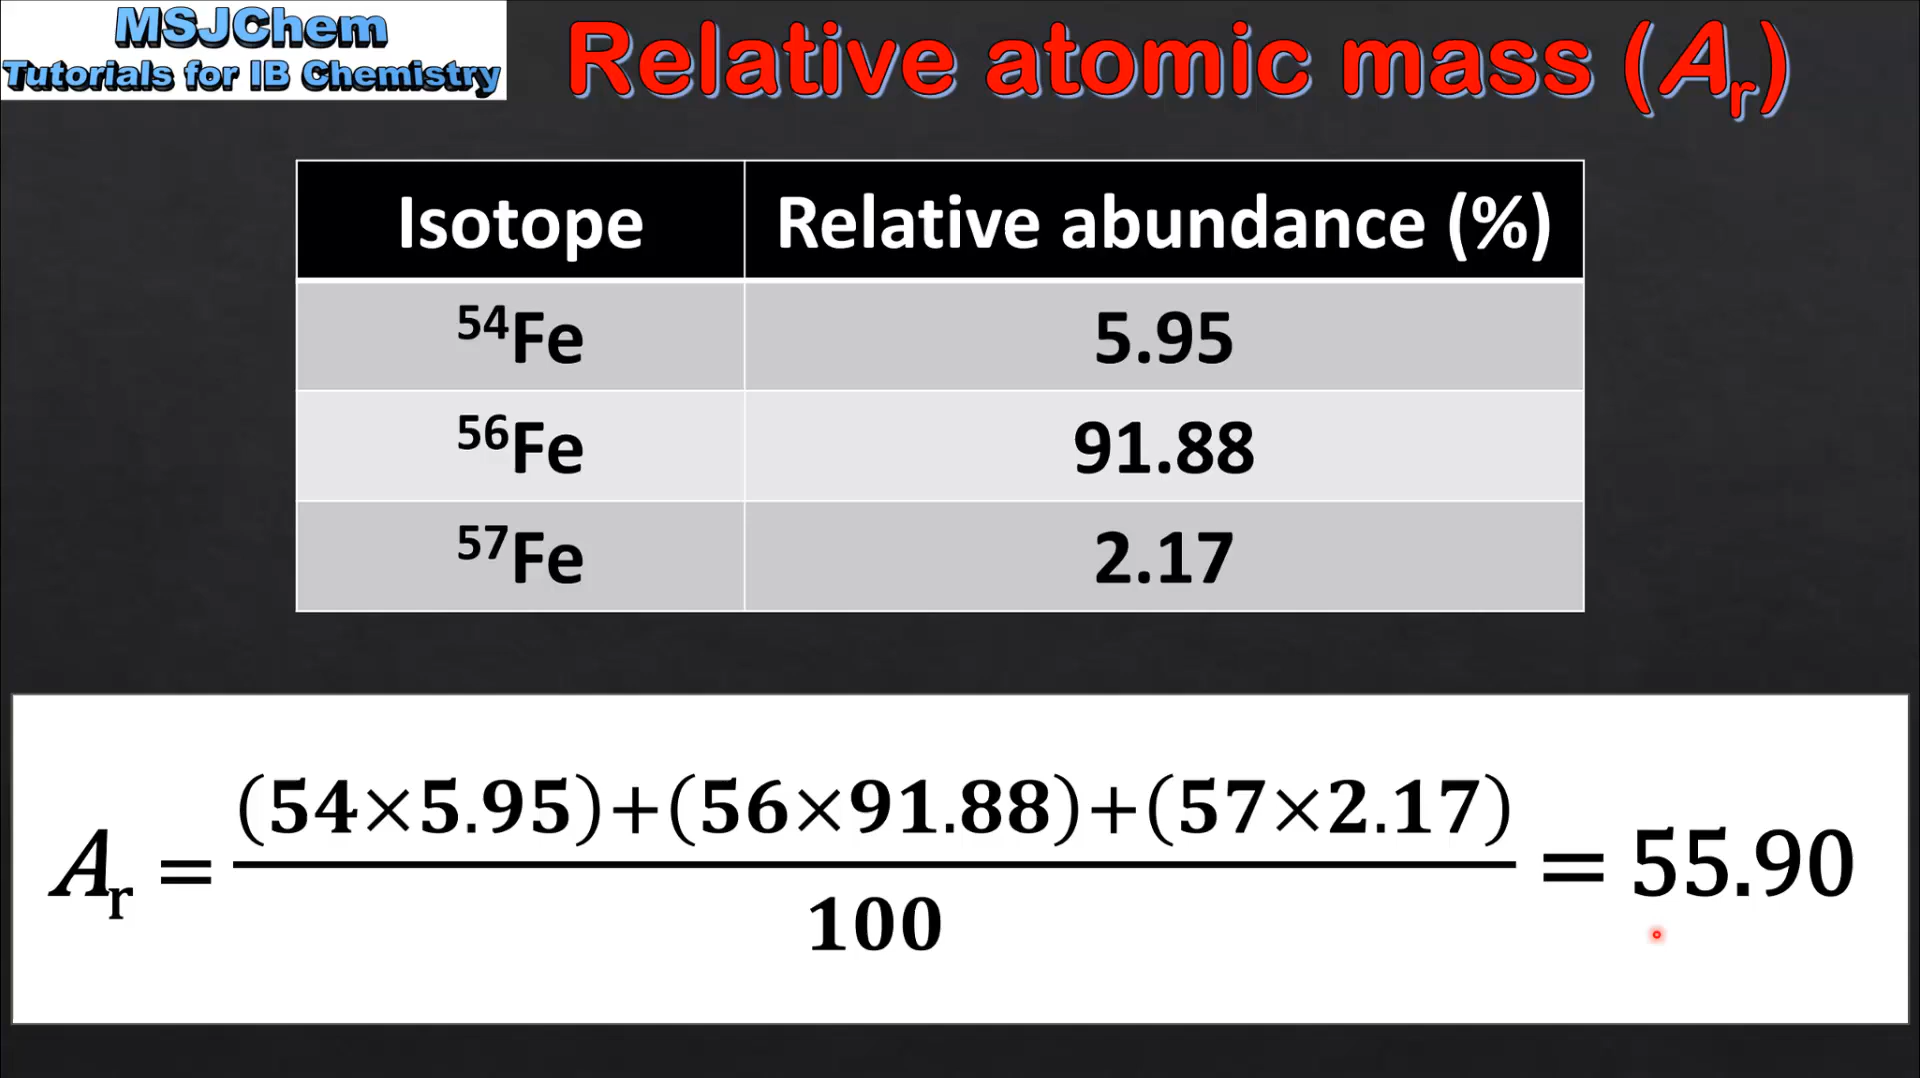 MSJChem
Tutorials for IB Chemistry
Relative atomic mass (Aᵣ)
Isotope Relative abundance (%)
⁵⁴Fe 5.95
⁵⁶Fe 91.88
⁵⁷Fe 2.17
Aᵣ = (54×5.95)+(56×91.88)+(57×2.17) / 100 = 55.90